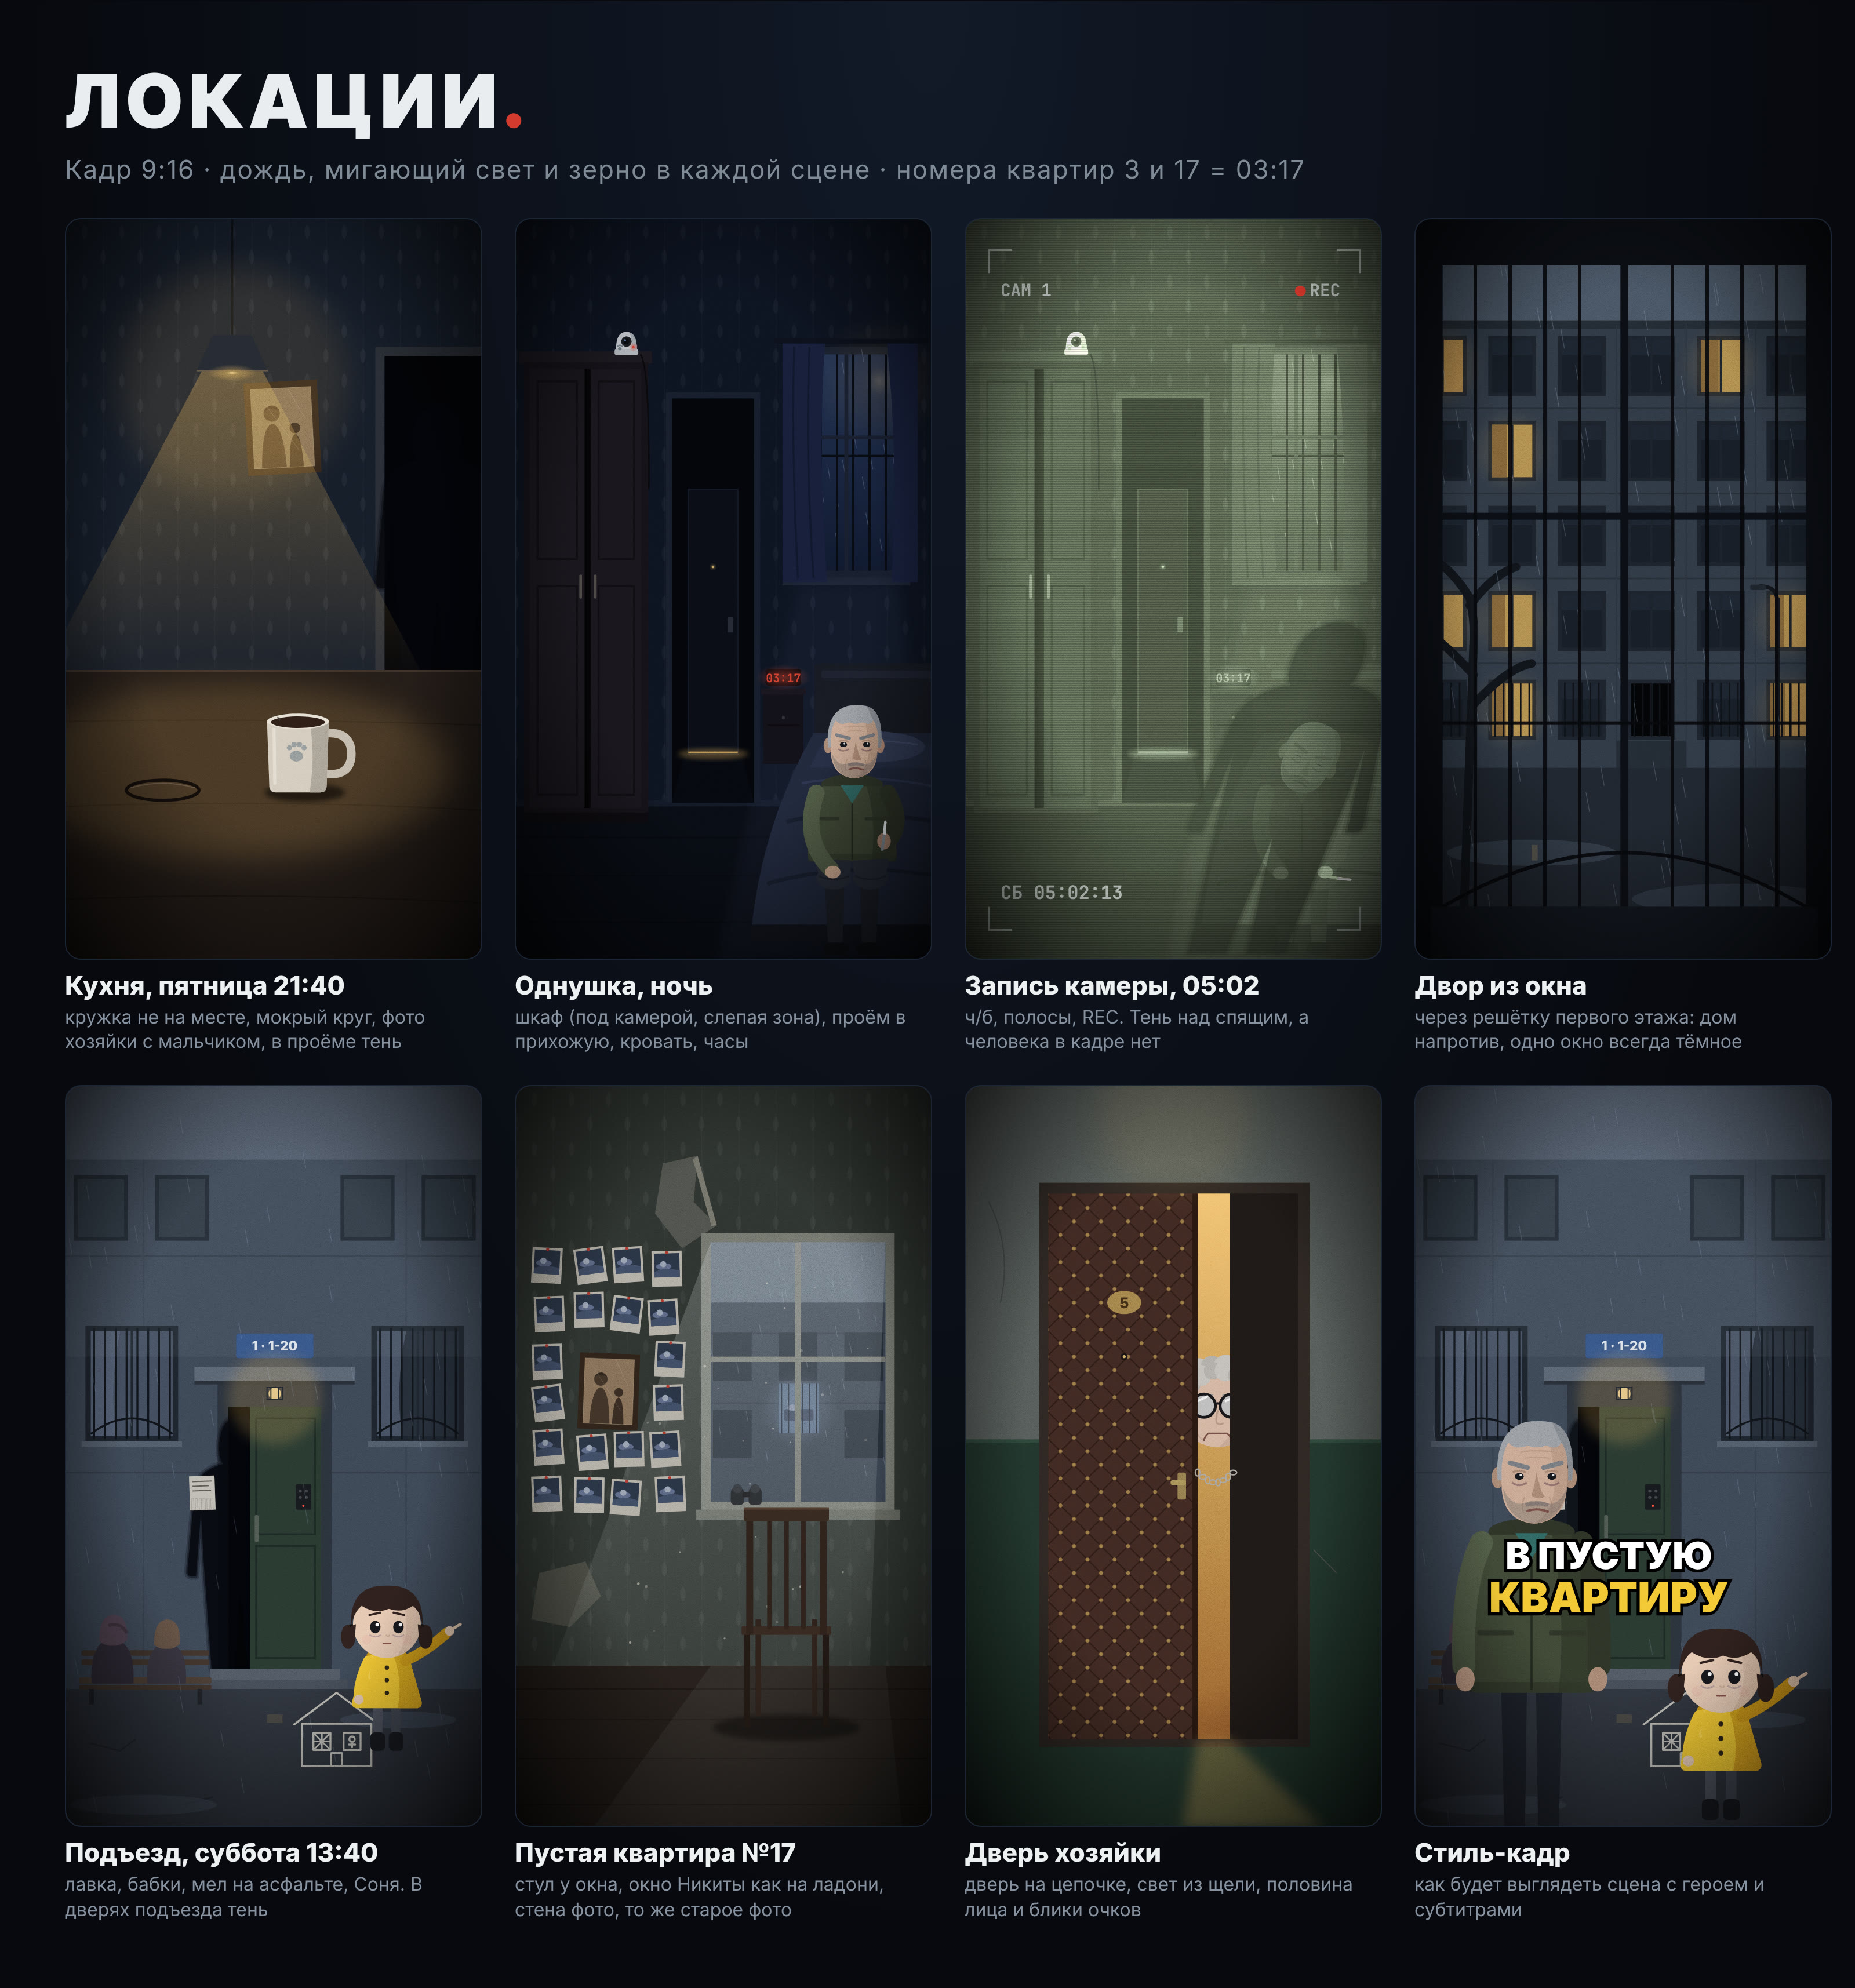 ЛОКАЦИИ.
Кадр 9:16 · дождь, мигающий свет и зерно в каждой сцене · номера квартир 3 и 17 = 03:17
03:17
CAM 1
REC
03:17
СБ 05:02:13
Кухня, пятница 21:40
кружка не на месте, мокрый круг, фото
хозяйки с мальчиком, в проёме тень
Однушка, ночь
шкаф (под камерой, слепая зона), проём в
прихожую, кровать, часы
Запись камеры, 05:02
ч/б, полосы, REC. Тень над спящим, а
человека в кадре нет
Двор из окна
через решётку первого этажа: дом
напротив, одно окно всегда тёмное
1 · 1-20
5
1 · 1-20
В ПУСТУЮ
КВАРТИРУ
Подъезд, суббота 13:40
лавка, бабки, мел на асфальте, Соня. В
дверях подъезда тень
Пустая квартира №17
стул у окна, окно Никиты как на ладони,
стена фото, то же старое фото
Дверь хозяйки
дверь на цепочке, свет из щели, половина
лица и блики очков
Стиль-кадр
как будет выглядеть сцена с героем и
субтитрами